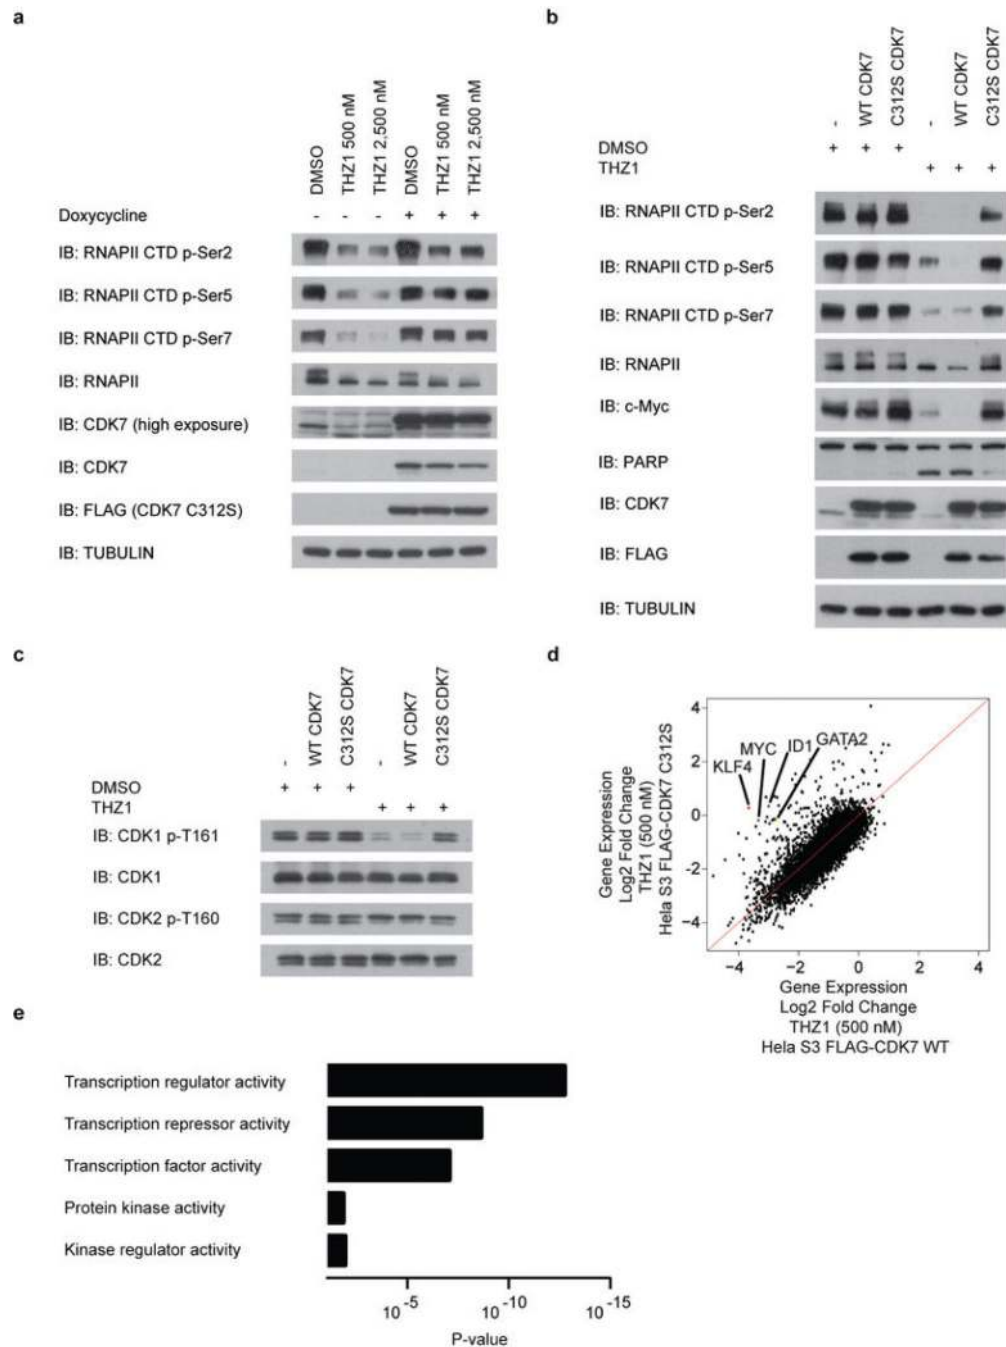 a
DMSO
THZ1 500 nM
THZ1 2,500 nM
DMSO
THZ1 500 nM
THZ1 2,500 nM
Doxycycline - - - + + +
IB: RNAPII CTD p-Ser2
IB: RNAPII CTD p-Ser5
IB: RNAPII CTD p-Ser7
IB: RNAPII
IB: CDK7 (high exposure)
IB: CDK7
IB: FLAG (CDK7 C312S)
IB: TUBULIN
b
-
WT CDK7
C312S CDK7
-
WT CDK7
C312S CDK7
DMSO + + +
THZ1 + + +
IB: RNAPII CTD p-Ser2
IB: RNAPII CTD p-Ser5
IB: RNAPII CTD p-Ser7
IB: RNAPII
IB: c-Myc
IB: PARP
IB: CDK7
IB: FLAG
IB: TUBULIN
c
-
WT CDK7
C312S CDK7
-
WT CDK7
C312S CDK7
DMSO + + +
THZ1 + + +
IB: CDK1 p-T161
IB: CDK1
IB: CDK2 p-T160
IB: CDK2
d
Gene Expression
Log2 Fold Change
THZ1 (500 nM)
Hela S3 FLAG-CDK7 C312S
4
2
0
−2
−4
KLF4
MYC
ID1
GATA2
−4 −2 0 2 4
Gene Expression
Log2 Fold Change
THZ1 (500 nM)
Hela S3 FLAG-CDK7 WT
e
Transcription regulator activity
Transcription repressor activity
Transcription factor activity
Protein kinase activity
Kinase regulator activity
10-5 10-10 10-15
P-value